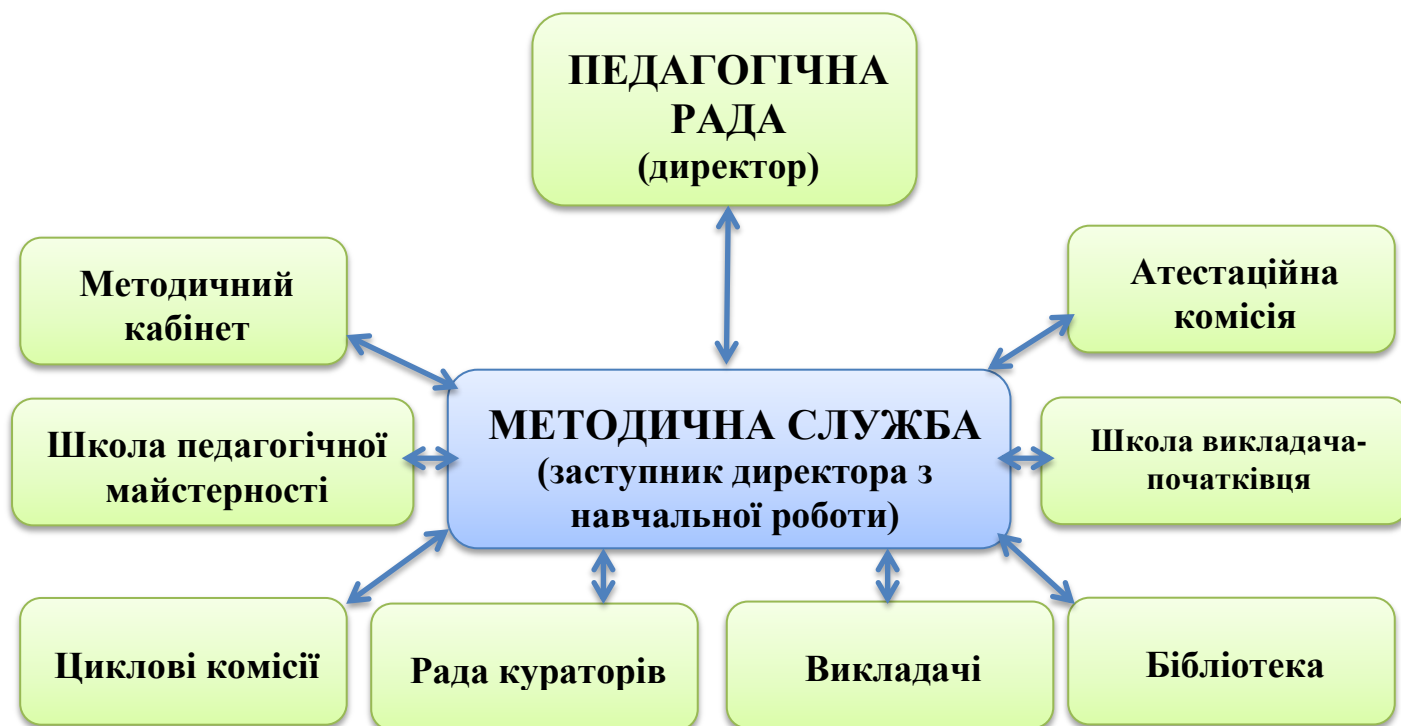 ПЕДАГОГІЧНА
РАДА
(директор)
Методичний
кабінет
Атестаційна
комісія
Школа педагогічної
майстерності
МЕТОДИЧНА СЛУЖБА
(заступник директора з
навчальної роботи)
Школа викладача-
початківця
Циклові комісії
Рада кураторів
Викладачі
Бібліотека